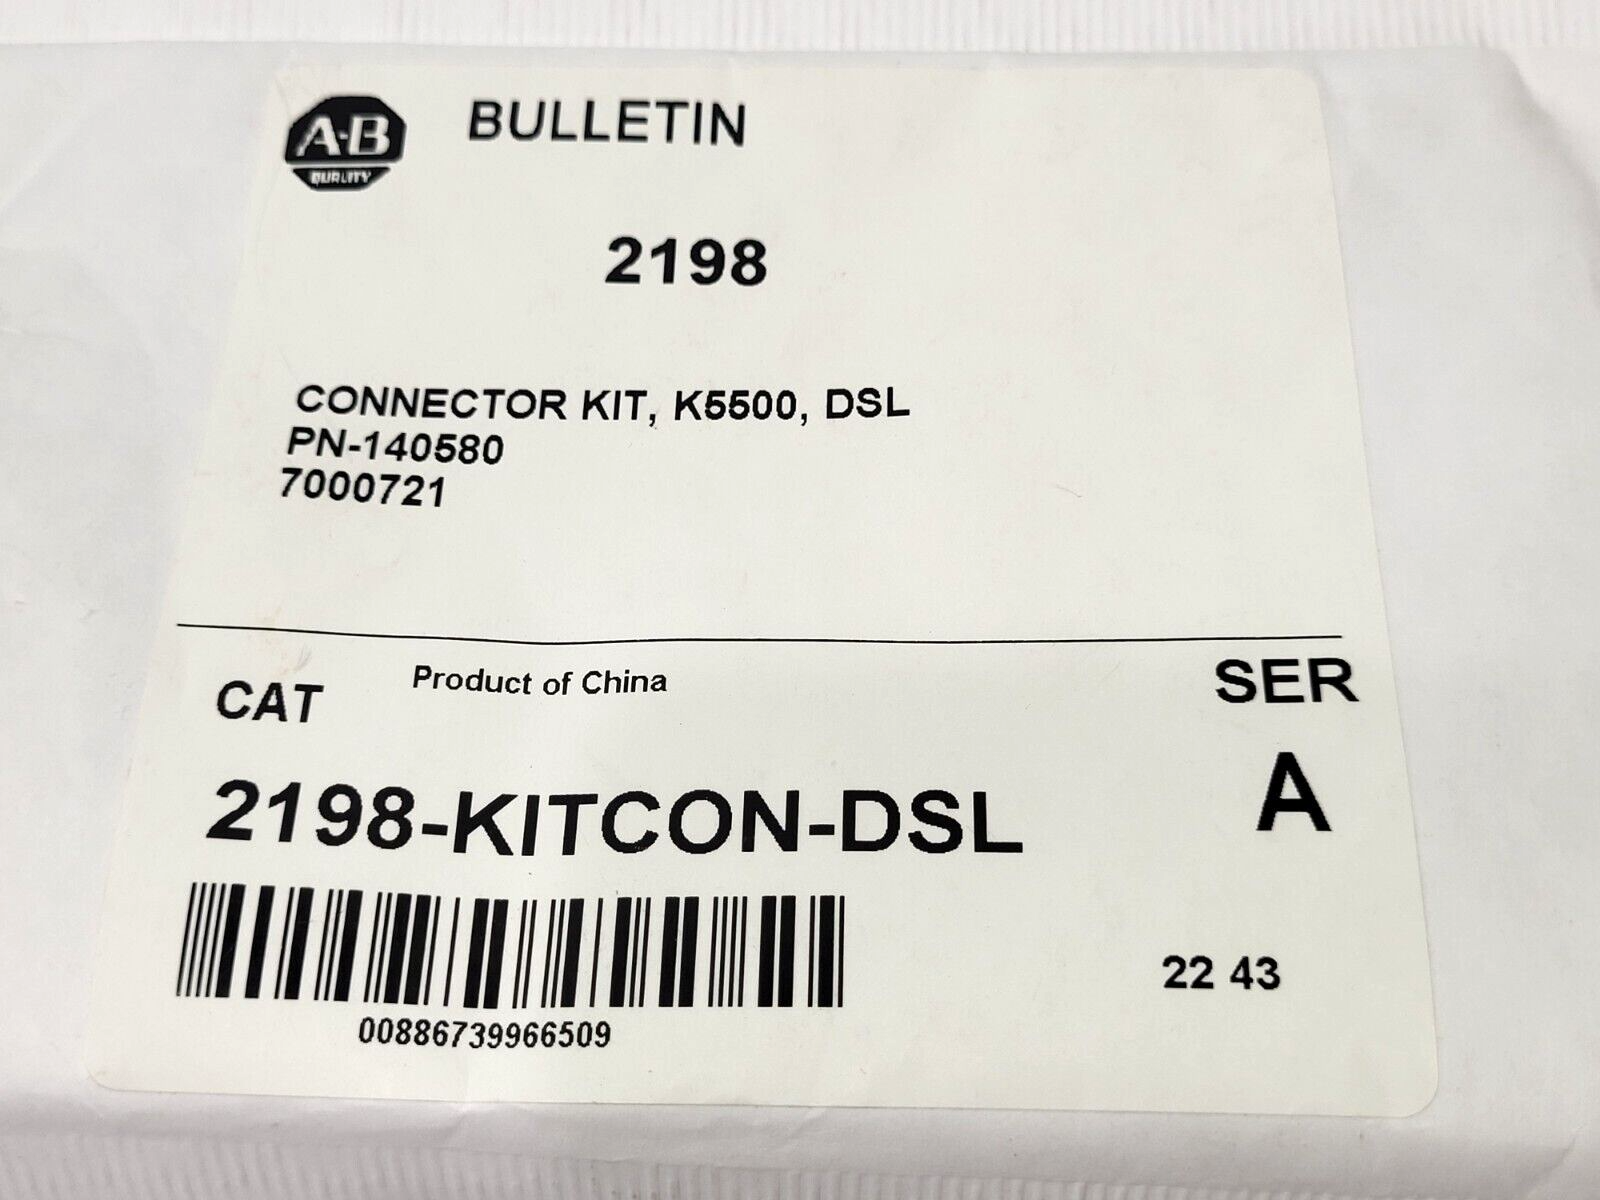 A-B
QUALITY
BULLETIN
2198
CONNECTOR KIT, K5500, DSL
PN-140580
7000721
CAT
Product of China
SER
2198-KITCON-DSL
A
00886739966509
22 43